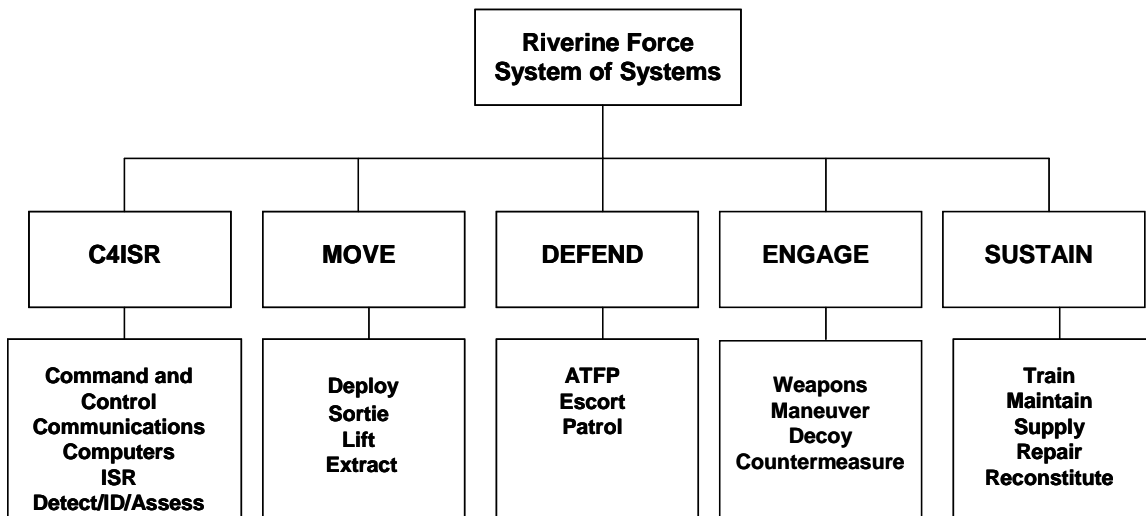 Riverine Force
System of Systems
C4ISR
MOVE
DEFEND
ENGAGE
SUSTAIN
Command and
Control
Communications
Computers
ISR
Detect/ID/Assess
Deploy
Sortie
Lift
Extract
ATFP
Escort
Patrol
Weapons
Maneuver
Decoy
Countermeasure
Train
Maintain
Supply
Repair
Reconstitute